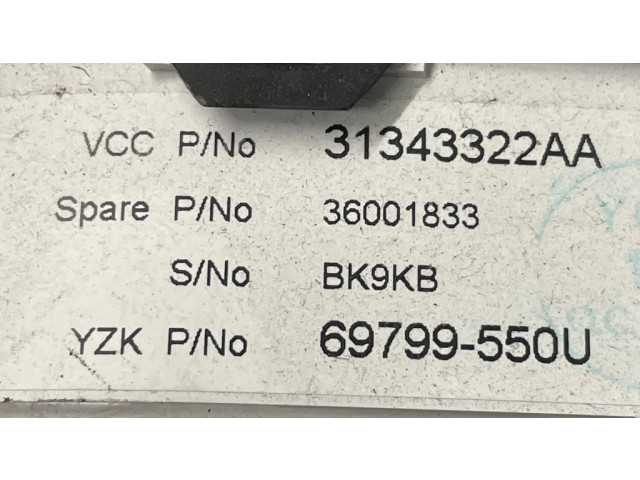 VCC P/No 31343322AA
Spare P/No 36001833
S/No BK9KB
YZK P/No 69799-550U